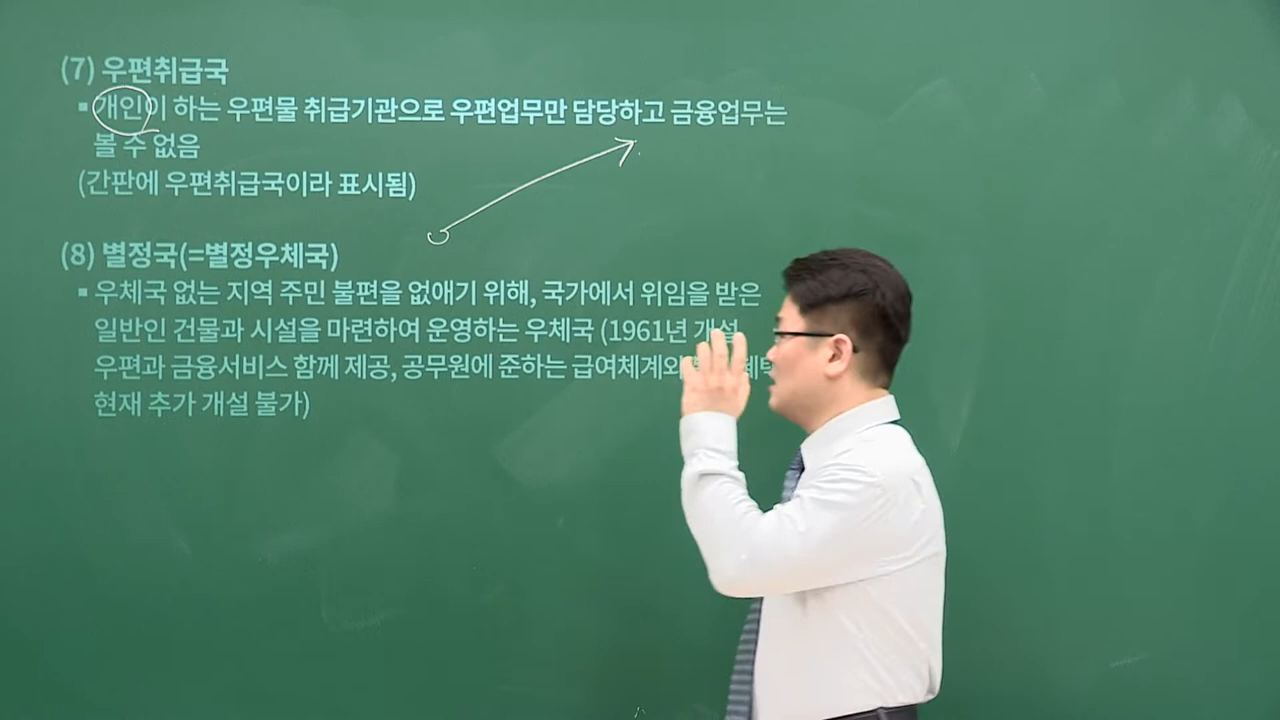 (7) 우편취급국
▪ 개인이 하는 우편물 취급기관으로 우편업무만 담당하고 금융업무는
볼 수 없음
(간판에 우편취급국이라 표시됨)
(8) 별정국(=별정우체국)
▪ 우체국 없는 지역 주민 불편을 없애기 위해, 국가에서 위임을 받은
일반인 건물과 시설을 마련하여 운영하는 우체국 (1961년 개설
우편과 금융서비스 함께 제공, 공무원에 준하는 급여체계와
현재 추가 개설 불가)